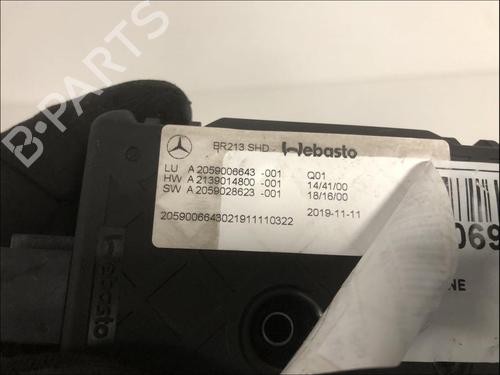 B-PARTS
BR213 SHD - Webasto
LU A 2059006643 -001 Q01
HW A 2139014800 -001 14/41/00
SW A 2059028623 -001 18/16/00
2059006643021911110322 2019-11-11
Webasto